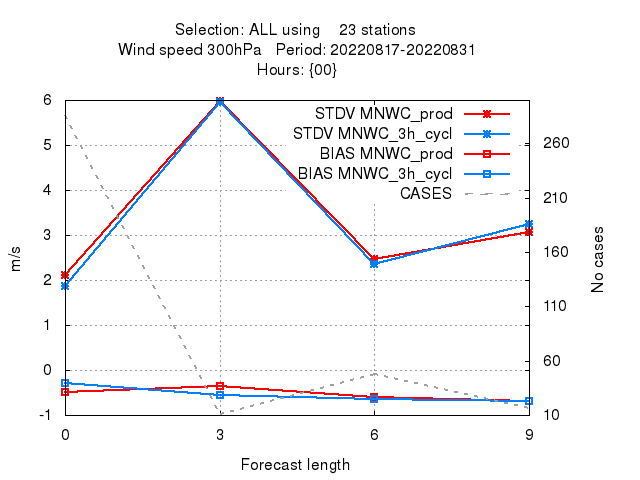 Selection: ALL using    23 stations
Wind speed 300hPa   Period: 20220817-20220831
Hours: {00}
STDV MNWC_prod
STDV MNWC_3h_cycl
BIAS MNWC_prod
BIAS MNWC_3h_cycl
CASES
6
5
4
3
2
1
0
-1
m/s
260
210
160
110
60
10
No cases
0 3 6 9
Forecast length